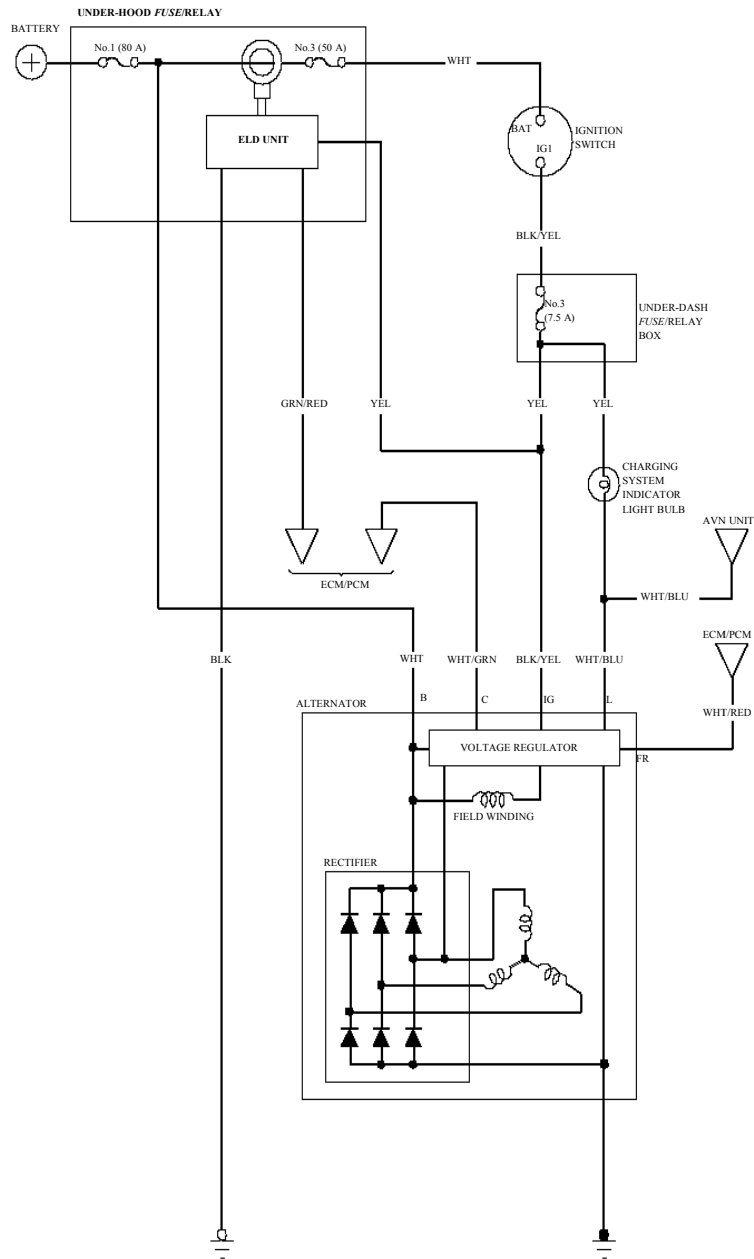 UNDER-HOOD FUSE/RELAY
BATTERY
No.1 (80 A)
No.3 (50 A)
WHT
ELD UNIT
BAT
IG1
IGNITION
SWITCH
BLK/YEL
No.3
(7.5 A)
UNDER-DASH
FUSE/RELAY
BOX
GRN/RED
YEL
YEL
YEL
CHARGING
SYSTEM
INDICATOR
LIGHT BULB
AVN UNIT
ECM/PCM
WHT/BLU
ECM/PCM
BLK
WHT
WHT/GRN
BLK/YEL
WHT/BLU
WHT/RED
ALTERNATOR
B
C
IG
L
VOLTAGE REGULATOR
FR
FIELD WINDING
RECTIFIER